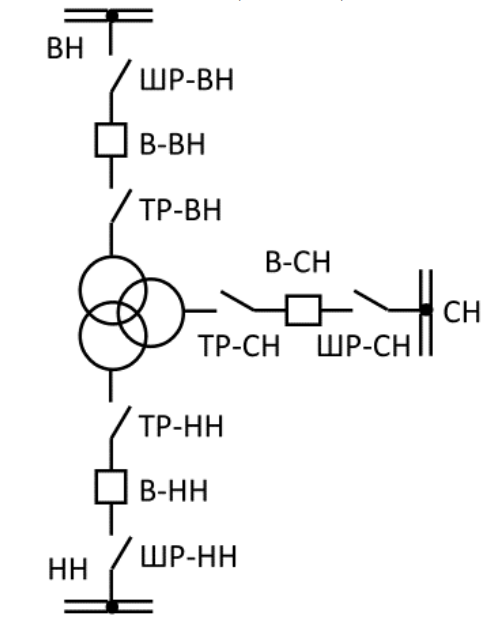 ВН
ШР-ВН
В-ВН
ТР-ВН
В-СН
СН
ТР-СН
ШР-СН
ТР-НН
В-НН
ШР-НН
НН